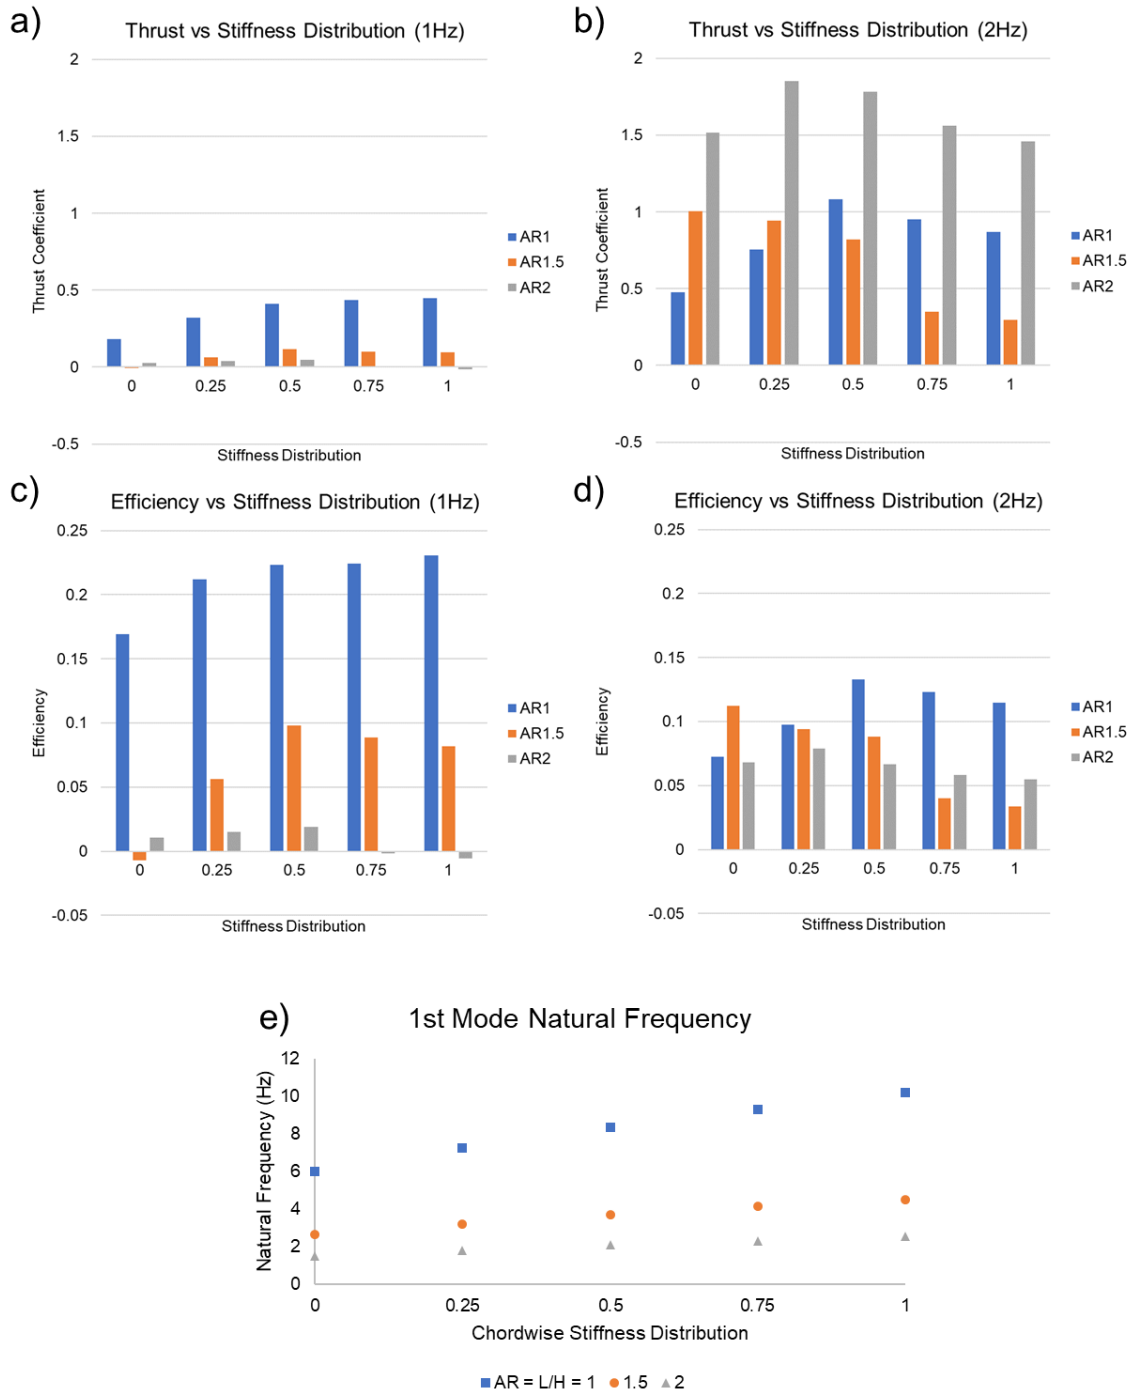 a)
Thrust vs Stiffness Distribution (1Hz)
2
1.5
1
0.5
0
-0.5
Thrust Coefficient
0 0.25 0.5 0.75 1
Stiffness Distribution
AR1
AR1.5
AR2
b)
Thrust vs Stiffness Distribution (2Hz)
2
1.5
1
0.5
0
-0.5
Thrust Coefficient
0 0.25 0.5 0.75 1
Stiffness Distribution
AR1
AR1.5
AR2
c)
Efficiency vs Stiffness Distribution (1Hz)
0.25
0.2
0.15
0.1
0.05
0
-0.05
Efficiency
0 0.25 0.5 0.75 1
Stiffness Distribution
AR1
AR1.5
AR2
d)
Efficiency vs Stiffness Distribution (2Hz)
0.25
0.2
0.15
0.1
0.05
0
-0.05
Efficiency
0 0.25 0.5 0.75 1
Stiffness Distribution
AR1
AR1.5
AR2
e)
1st Mode Natural Frequency
12
10
8
6
4
2
0
Natural Frequency (Hz)
0 0.25 0.5 0.75 1
Chordwise Stiffness Distribution
AR = L/H = 1 1.5 2